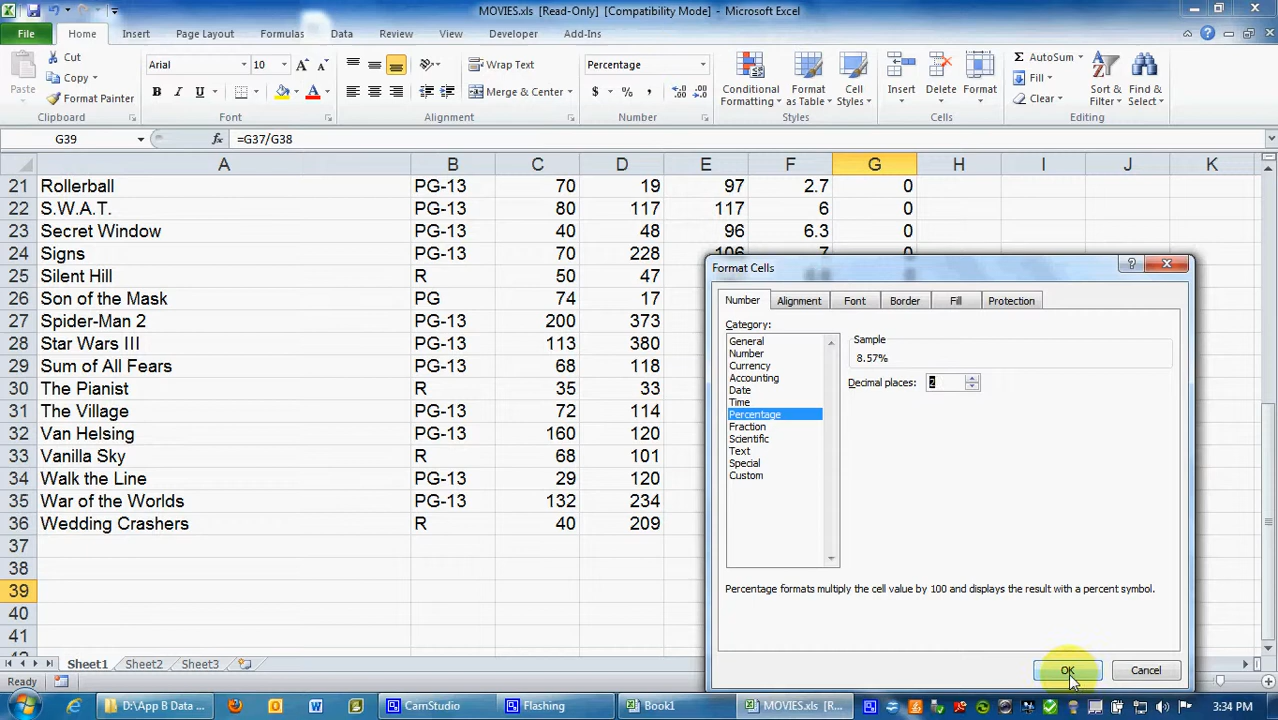 MOVIES.xls [Read-Only] [Compatibility Mode] - Microsoft Excel
File Home Insert Page Layout Formulas Data Review View Developer Add-Ins
Paste Cut Copy Format Painter Clipboard
Arial 10 A A B I U A Font
Wrap Text Merge & Center Alignment
Percentage $ % , Number
Conditional Formatting Format as Table Cell Styles Styles
Insert Delete Format Cells
Σ AutoSum Fill Clear Sort & Filter Find & Select Editing
G39 fx =G37/G38
A B C D E F G H I J K
21 Rollerball PG-13 70 19 97 2.7 0
22 S.W.A.T. PG-13 80 117 117 6 0
23 Secret Window PG-13 40 48 96 6.3 0
24 Signs PG-13 70 228 106 7 0
25 Silent Hill R 50 47
26 Son of the Mask PG 74 17
27 Spider-Man 2 PG-13 200 373
28 Star Wars III PG-13 113 380
29 Sum of All Fears PG-13 68 118
30 The Pianist R 35 33
31 The Village PG-13 72 114
32 Van Helsing PG-13 160 120
33 Vanilla Sky R 68 101
34 Walk the Line PG-13 29 120
35 War of the Worlds PG-13 132 234
36 Wedding Crashers R 40 209
37
38
39
40
41
Format Cells
Number Alignment Font Border Fill Protection
Category:
General
Number
Currency
Accounting
Date
Time
Percentage
Fraction
Scientific
Text
Special
Custom
Sample
8.57%
Decimal places: 2
Percentage formats multiply the cell value by 100 and displays the result with a percent symbol.
OK Cancel
Sheet1 Sheet2 Sheet3
Ready
D:\App B Data ... CamStudio Flashing Book1 MOVIES.xls [R... 3:34 PM